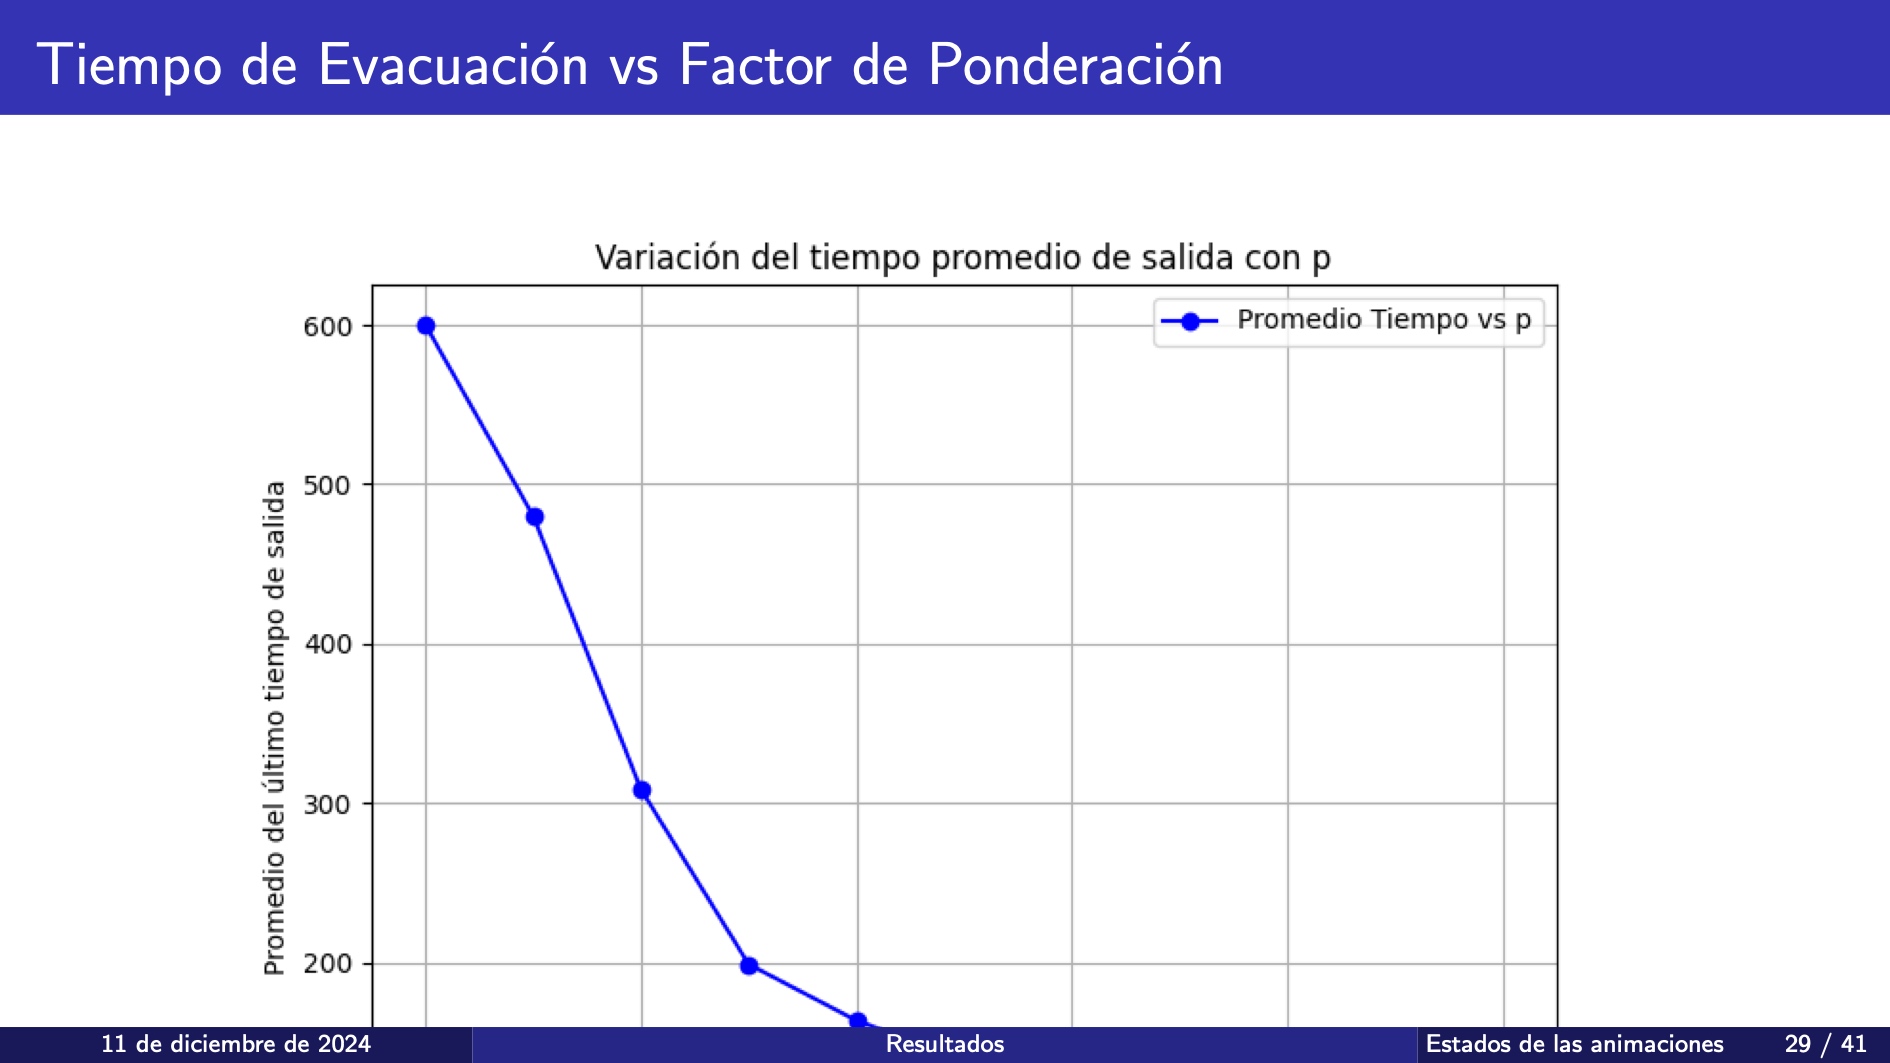 Tiempo de Evacuación vs Factor de Ponderación
Variación del tiempo promedio de salida con p
Promedio Tiempo vs p
600
500
400
300
200
Promedio del último tiempo de salida
11 de diciembre de 2024
Resultados
Estados de las animaciones
29 / 41